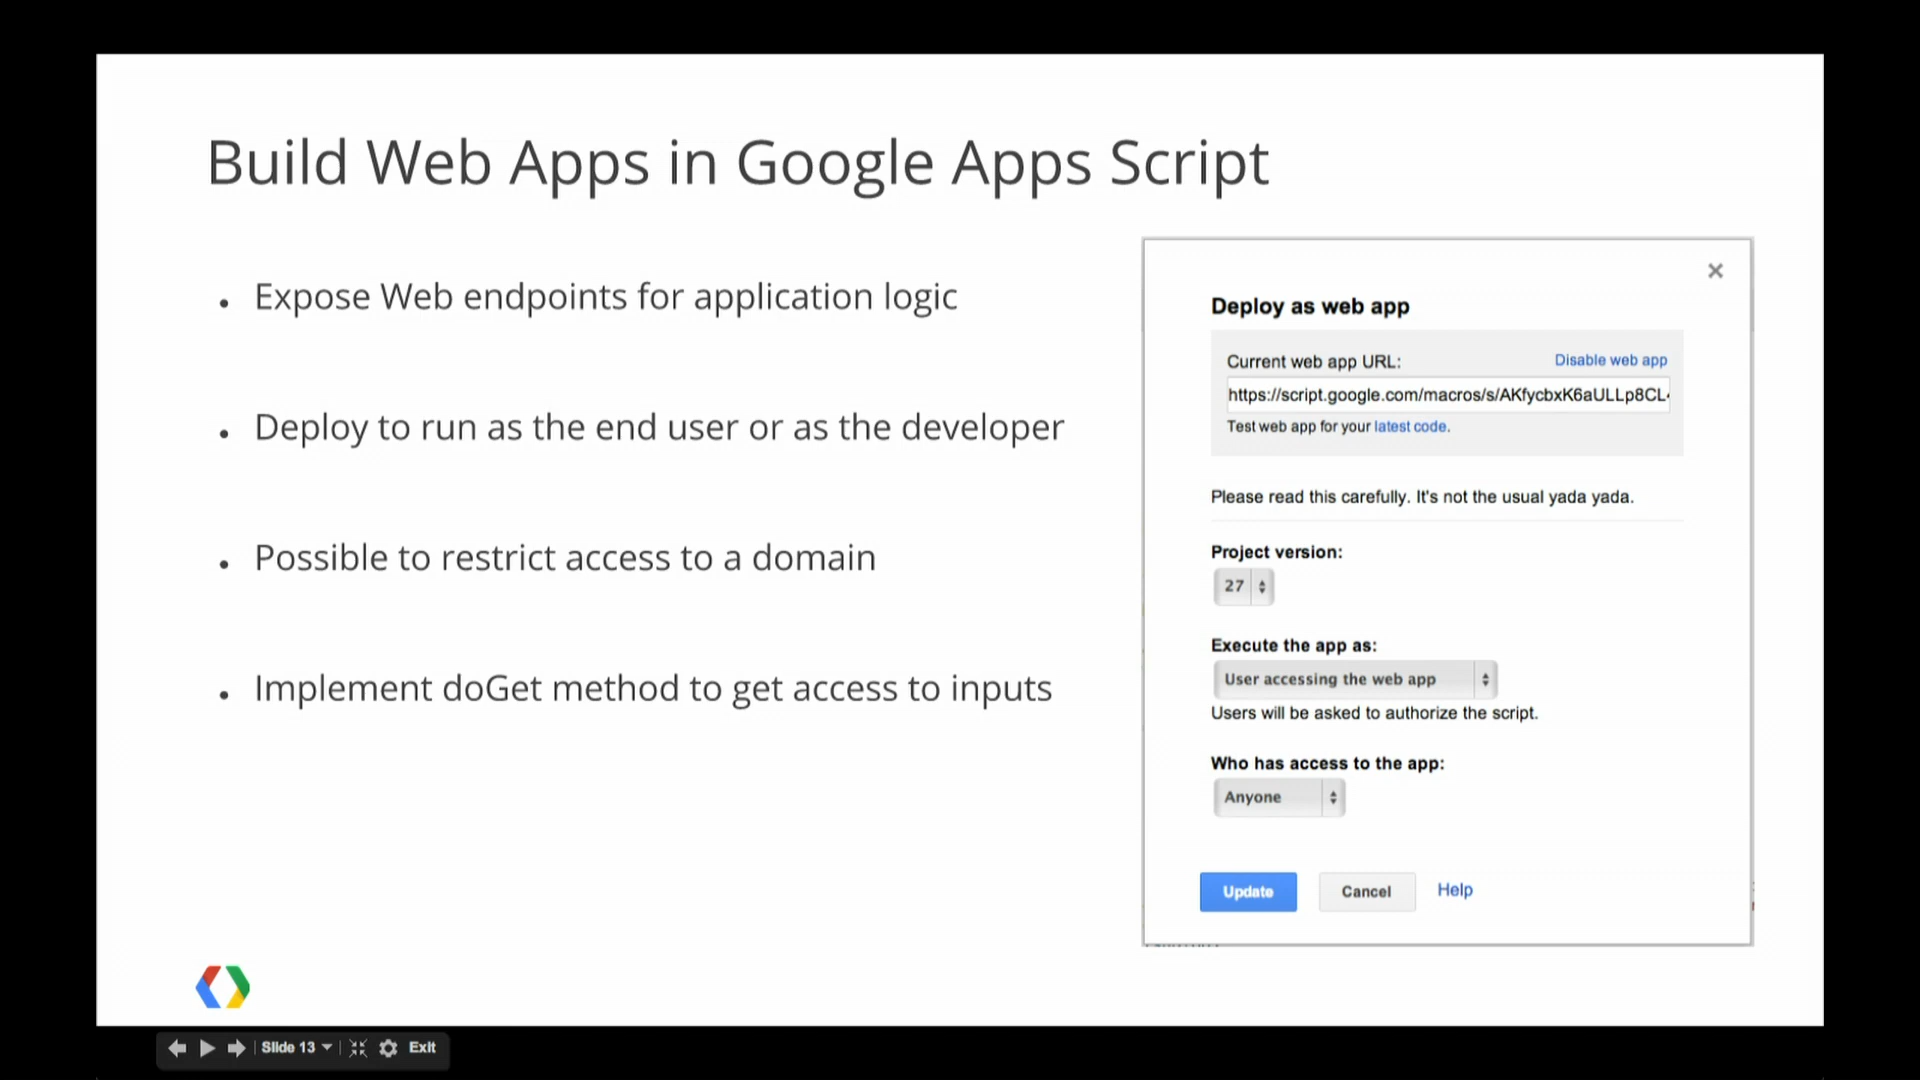 Build Web Apps in Google Apps Script
• Expose Web endpoints for application logic
• Deploy to run as the end user or as the developer
• Possible to restrict access to a domain
• Implement doGet method to get access to inputs
Deploy as web app
Current web app URL:
Disable web app
https://script.google.com/macros/s/AKfycbxK6aULLp8CL
Test web app for your latest code.
Please read this carefully. It's not the usual yada yada.
Project version:
27
Execute the app as:
User accessing the web app
Users will be asked to authorize the script.
Who has access to the app:
Anyone
Update
Cancel
Help
Slide 13
Exit